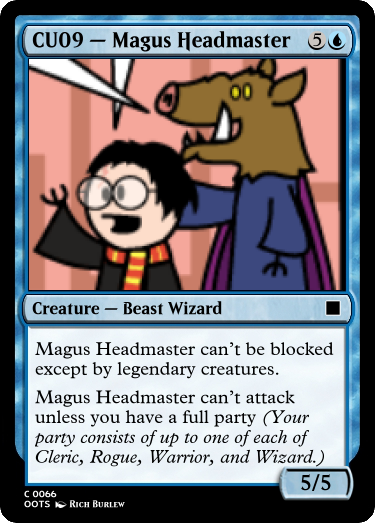 CU09 — Magus Headmaster 5
Creature — Beast Wizard
Magus Headmaster can't be blocked
except by legendary creatures.
Magus Headmaster can't attack
unless you have a full party (Your
party consists of up to one of each of
Cleric, Rogue, Warrior, and Wizard.)
5/5
C 0066
OOTS Rich Burlew